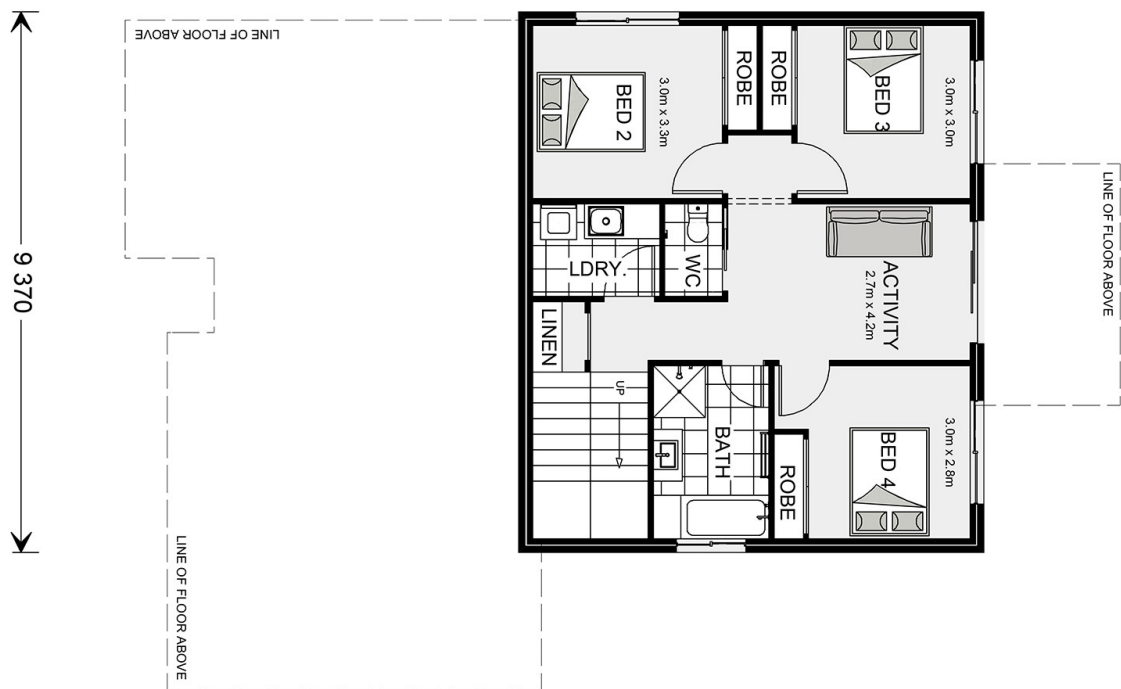 LINE OF FLOOR ABOVE
9 370
BED 2
3.0m x 3.3m
ROBE
ROBE
BED 3
3.0m x 3.0m
LINE OF FLOOR ABOVE
LDRY.
WC
ACTIVITY
2.7m x 4.2m
LINEN
UP
BATH
ROBE
BED 4
3.0m x 2.8m
LINE OF FLOOR ABOVE